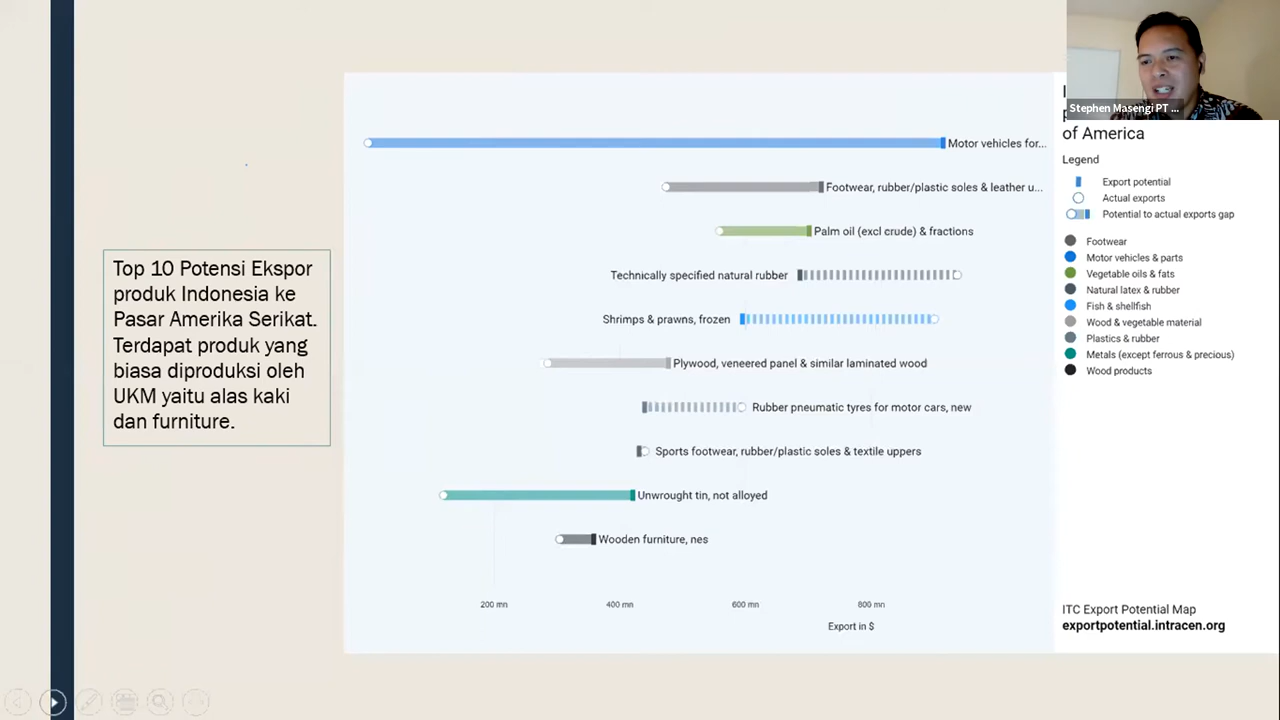 Stephen Masengi PT ...
of America
Top 10 Potensi Ekspor
produk Indonesia ke
Pasar Amerika Serikat.
Terdapat produk yang
biasa diproduksi oleh
UKM yaitu alas kaki
dan furniture.
Motor vehicles for...
Footwear, rubber/plastic soles & leather u...
Palm oil (excl crude) & fractions
Technically specified natural rubber
Shrimps & prawns, frozen
Plywood, veneered panel & similar laminated wood
Rubber pneumatic tyres for motor cars, new
Sports footwear, rubber/plastic soles & textile uppers
Unwrought tin, not alloyed
Wooden furniture, nes
200 mn 400 mn 600 mn 800 mn
Export in $
Legend
Export potential
Actual exports
Potential to actual exports gap
Footwear
Motor vehicles & parts
Vegetable oils & fats
Natural latex & rubber
Fish & shellfish
Wood & vegetable material
Plastics & rubber
Metals (except ferrous & precious)
Wood products
ITC Export Potential Map
exportpotential.intracen.org